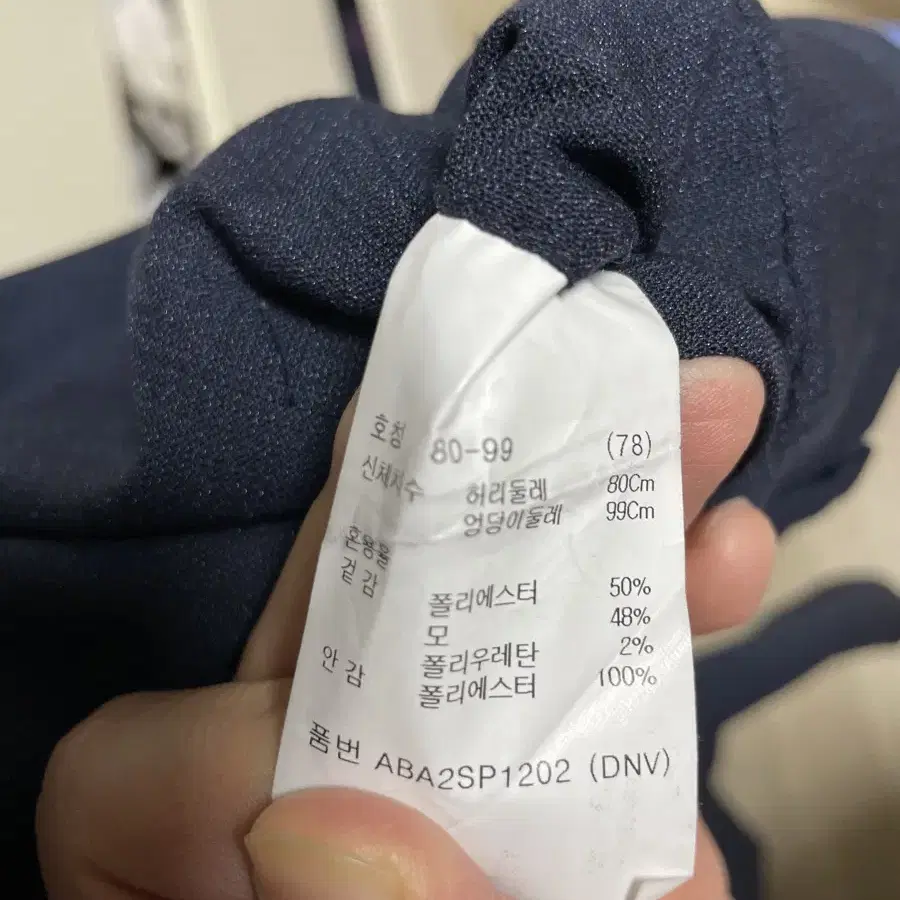 호칭 80-99 (78)
신체치수 허리둘레 80Cm
엉덩이둘레 99Cm
혼용율
겉감 폴리에스터 50%
모 48%
폴리우레탄 2%
안감 폴리에스터 100%
품번 ABA2SP1202 (DNV)